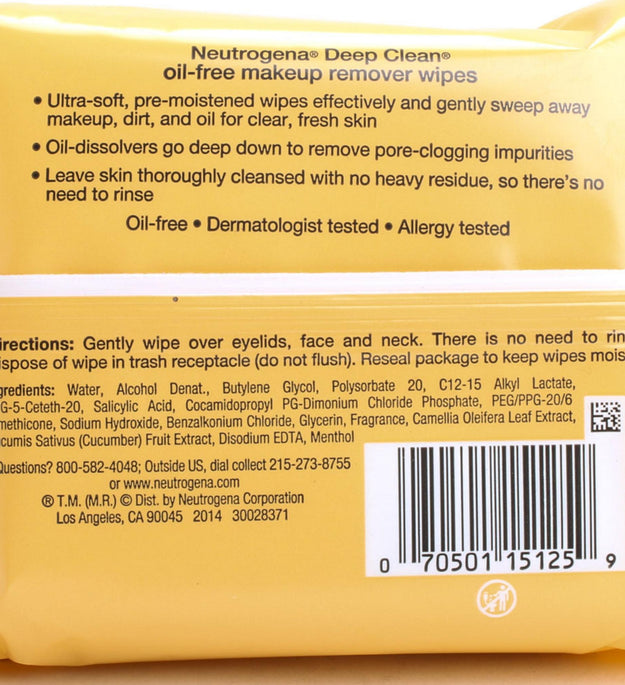 Neutrogena® Deep Clean®
oil-free makeup remover wipes
• Ultra-soft, pre-moistened wipes effectively and gently sweep away
makeup, dirt, and oil for clear, fresh skin
• Oil-dissolvers go deep down to remove pore-clogging impurities
• Leave skin thoroughly cleansed with no heavy residue, so there's no
need to rinse
Oil-free • Dermatologist tested • Allergy tested
irections: Gently wipe over eyelids, face and neck. There is no need to rin
ispose of wipe in trash receptacle (do not flush). Reseal package to keep wipes mois
gredients: Water, Alcohol Denat., Butylene Glycol, Polysorbate 20, C12-15 Alkyl Lactate,
G-5-Ceteth-20, Salicylic Acid, Cocamidopropyl PG-Dimonium Chloride Phosphate, PEG/PPG-20/6
methicone, Sodium Hydroxide, Benzalkonium Chloride, Glycerin, Fragrance, Camellia Oleifera Leaf Extract,
cumis Sativus (Cucumber) Fruit Extract, Disodium EDTA, Menthol
Questions? 800-582-4048; Outside US, dial collect 215-273-8755
or www.neutrogena.com
® T.M. (M.R.) © Dist. by Neutrogena Corporation
Los Angeles, CA 90045 2014 30028371
0 70501 15125 9